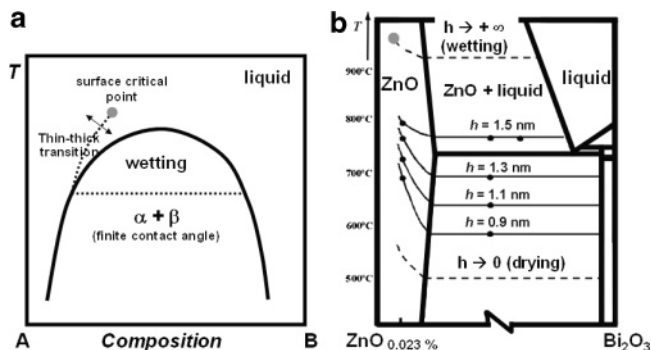 a
T
surface critical
point
liquid
Thin-thick
transition
wetting
α + β
(finite contact angle)
A
Composition
B
b
T
h → + ∞
(wetting)
900°C
ZnO
ZnO + liquid
liquid
800°C
h = 1.5 nm
700°C
h = 1.3 nm
h = 1.1 nm
600°C
h = 0.9 nm
h → 0 (drying)
500°C
ZnO 0.023 %
Bi₂O₃